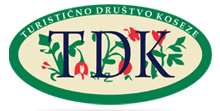 TURISTIČNO DRUŠTVO KOSEZE
TDK